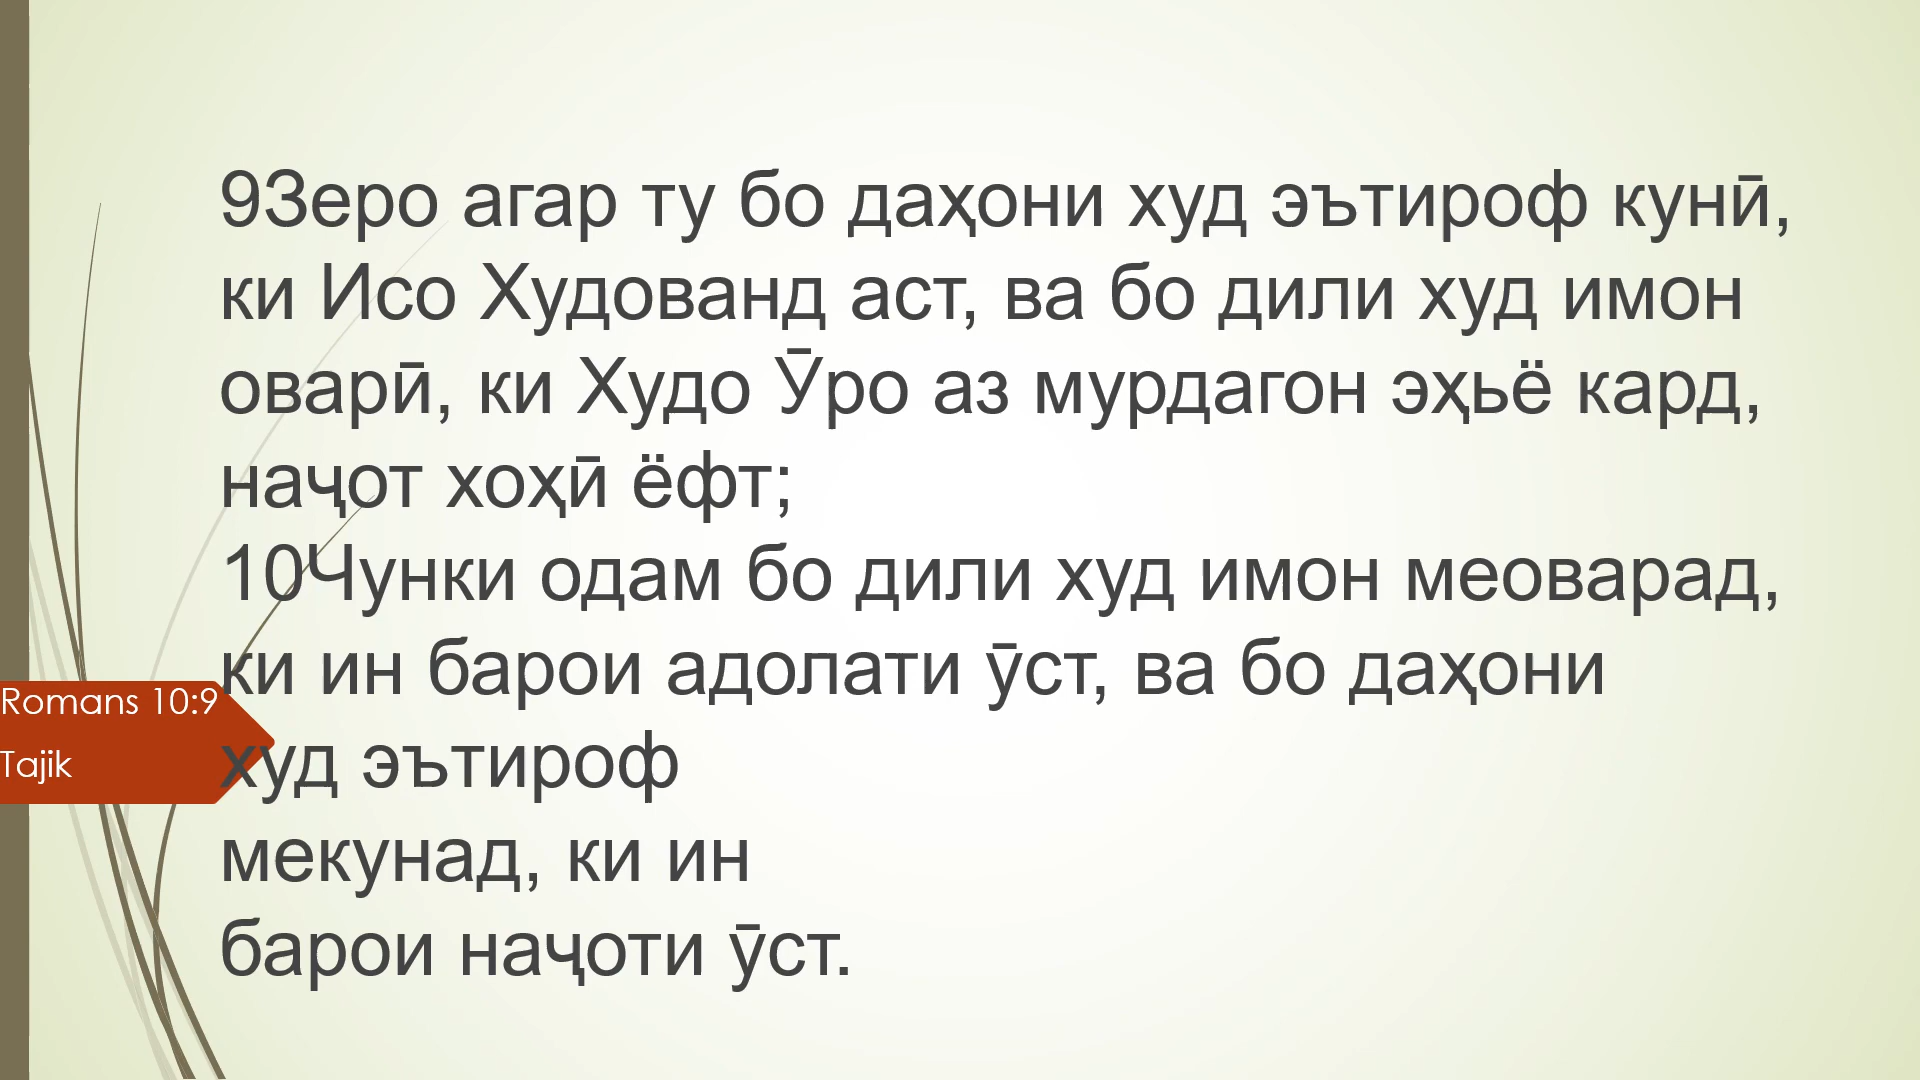 9Зеро агар ту бо даҳони худ эътироф кунӣ,
ки Исо Худованд аст, ва бо дили худ имон
оварӣ, ки Худо Ӯро аз мурдагон эҳьё кард,
наҷот хоҳӣ ёфт;
10Чунки одам бо дили худ имон меоварад,
ки ин барои адолати ӯст, ва бо даҳони
худ эътироф
мекунад, ки ин
барои наҷоти ӯст.
Romans 10:9
Tajik